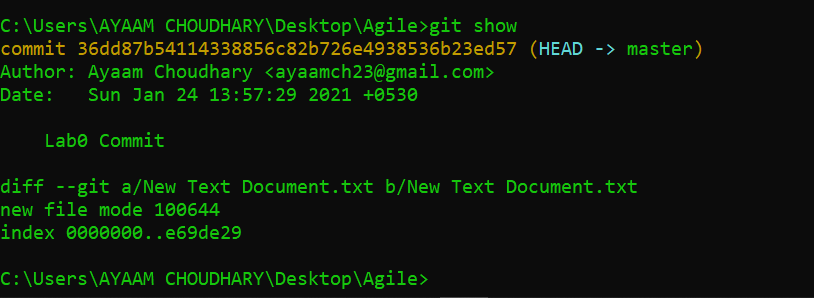 C:\Users\AYAAM CHOUDHARY\Desktop\Agile>git show
commit 36dd87b54114338856c82b726e4938536b23ed57 (HEAD -> master)
Author: Ayaam Choudhary <ayaamch23@gmail.com>
Date:   Sun Jan 24 13:57:29 2021 +0530
    Lab0 Commit
diff --git a/New Text Document.txt b/New Text Document.txt
new file mode 100644
index 0000000..e69de29
C:\Users\AYAAM CHOUDHARY\Desktop\Agile>